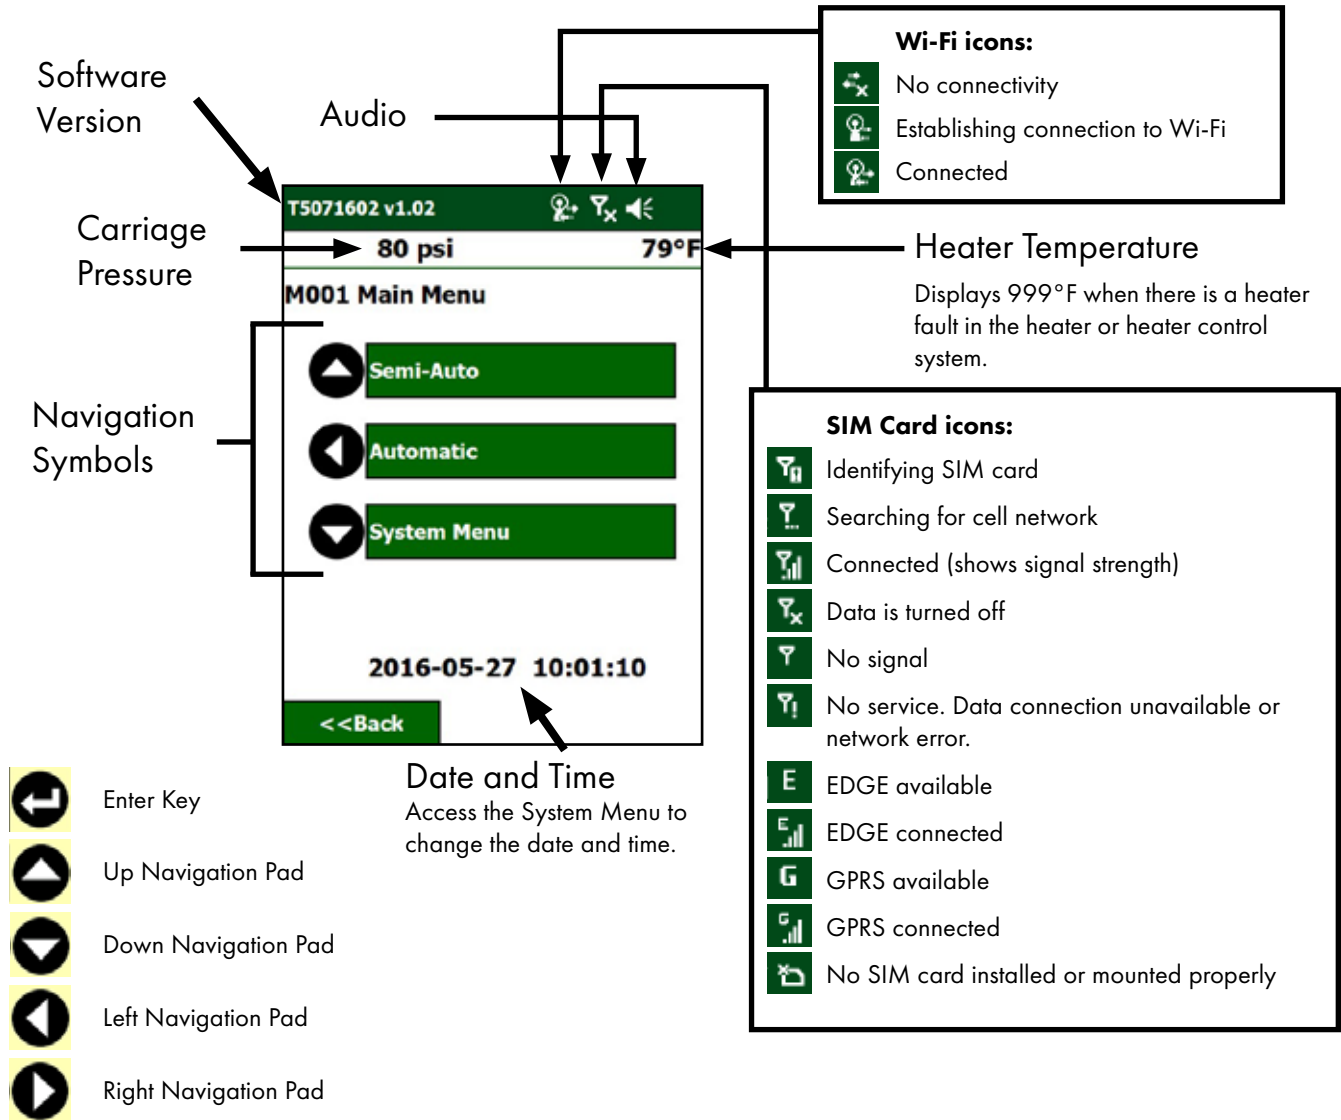 Software
Version
Audio
Wi-Fi icons:
No connectivity
Establishing connection to Wi-Fi
Connected
T5071602 v1.02
Carriage
Pressure
80 psi
79°F
Heater Temperature
Displays 999°F when there is a heater
fault in the heater or heater control
system.
M001 Main Menu
Semi-Auto
Automatic
System Menu
Navigation
Symbols
SIM Card icons:
Identifying SIM card
Searching for cell network
Connected (shows signal strength)
Data is turned off
No signal
No service. Data connection unavailable or
network error.
E
EDGE available
E
EDGE connected
G
GPRS available
G
GPRS connected
No SIM card installed or mounted properly
2016-05-27 10:01:10
<<Back
Date and Time
Access the System Menu to
change the date and time.
Enter Key
Up Navigation Pad
Down Navigation Pad
Left Navigation Pad
Right Navigation Pad